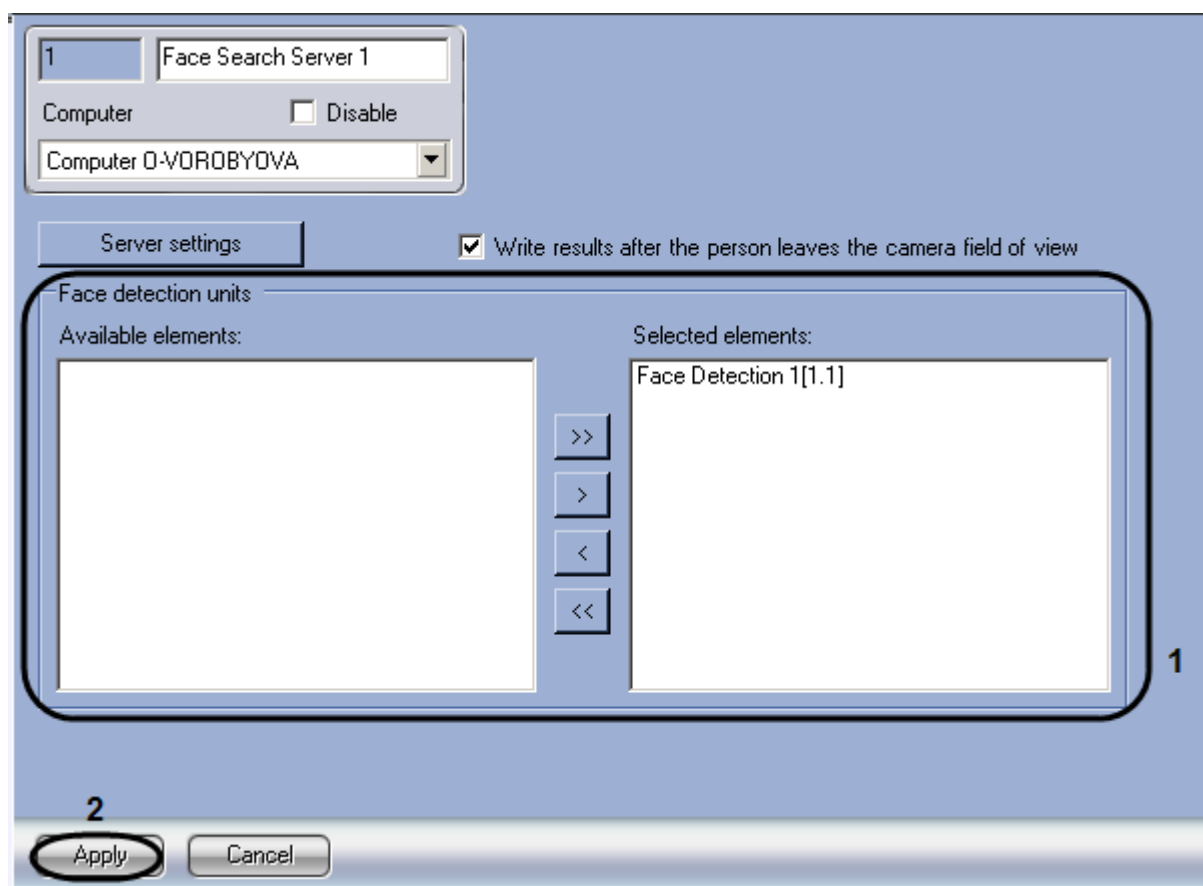 1 Face Search Server 1
Computer Disable
Computer O-VOROBYOVA
Server settings Write results after the person leaves the camera field of view
Face detection units
Available elements: Selected elements:
Face Detection 1[1.1]
>>
>
<
<<
1
2
Apply Cancel